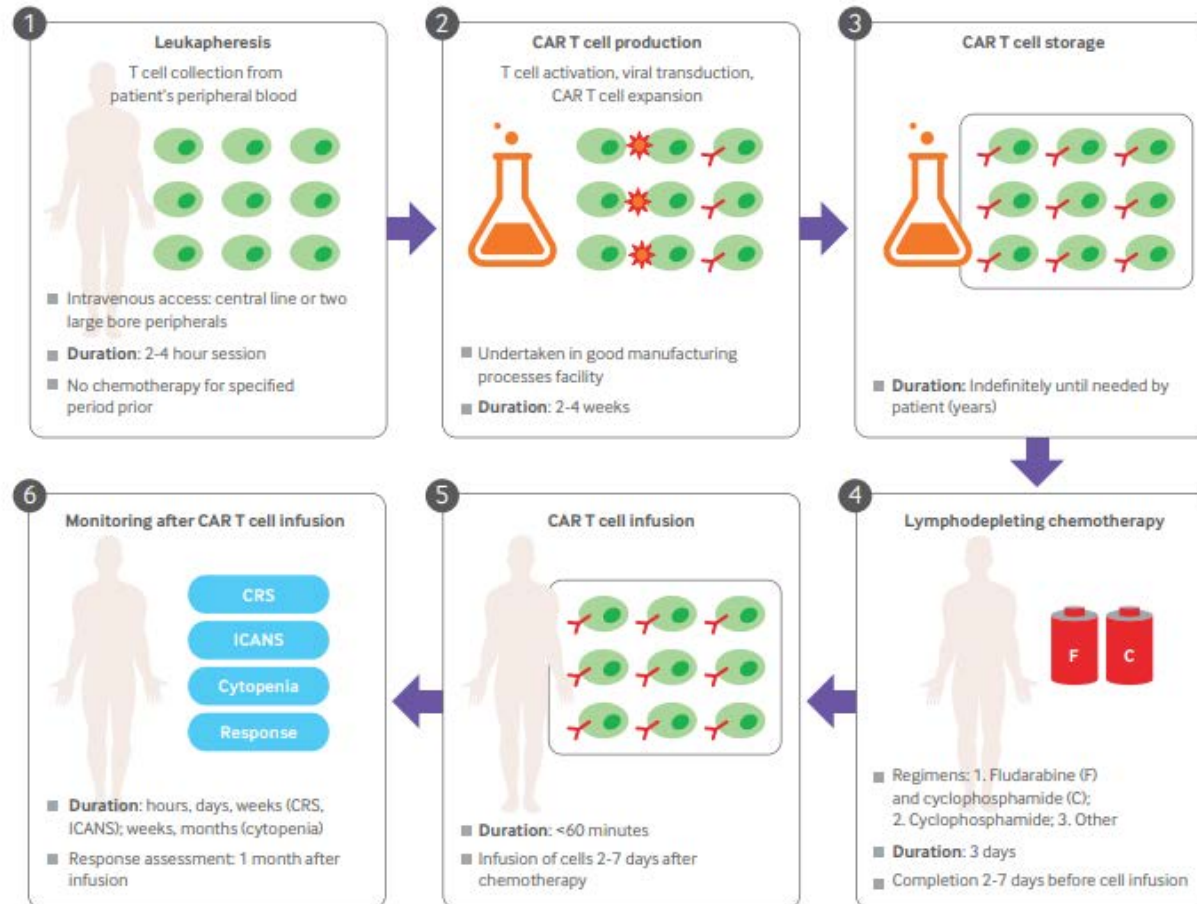 1
Leukapheresis
T cell collection from
patient's peripheral blood
■ Intravenous access: central line or two
large bore peripherals
■ Duration: 2-4 hour session
■ No chemotherapy for specified
period prior
2
CAR T cell production
T cell activation, viral transduction,
CAR T cell expansion
■ Undertaken in good manufacturing
processes facility
■ Duration: 2-4 weeks
3
CAR T cell storage
■ Duration: Indefinitely until needed by
patient (years)
4
Lymphodepleting chemotherapy
F C
■ Regimens: 1. Fludarabine (F)
and cyclophosphamide (C);
2. Cyclophosphamide; 3. Other
■ Duration: 3 days
■ Completion 2-7 days before cell infusion
5
CAR T cell infusion
■ Duration: <60 minutes
■ Infusion of cells 2-7 days after
chemotherapy
6
Monitoring after CAR T cell infusion
CRS
ICANS
Cytopenia
Response
■ Duration: hours, days, weeks (CRS,
ICANS); weeks, months (cytopenia)
■ Response assessment: 1 month after
infusion